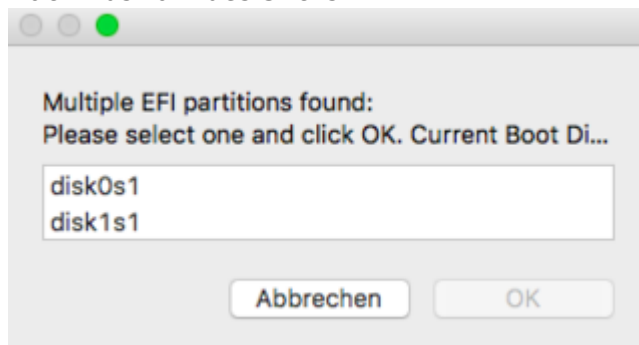 Multiple EFI partitions found:
Please select one and click OK. Current Boot Di...
disk0s1
disk1s1
Abbrechen
OK